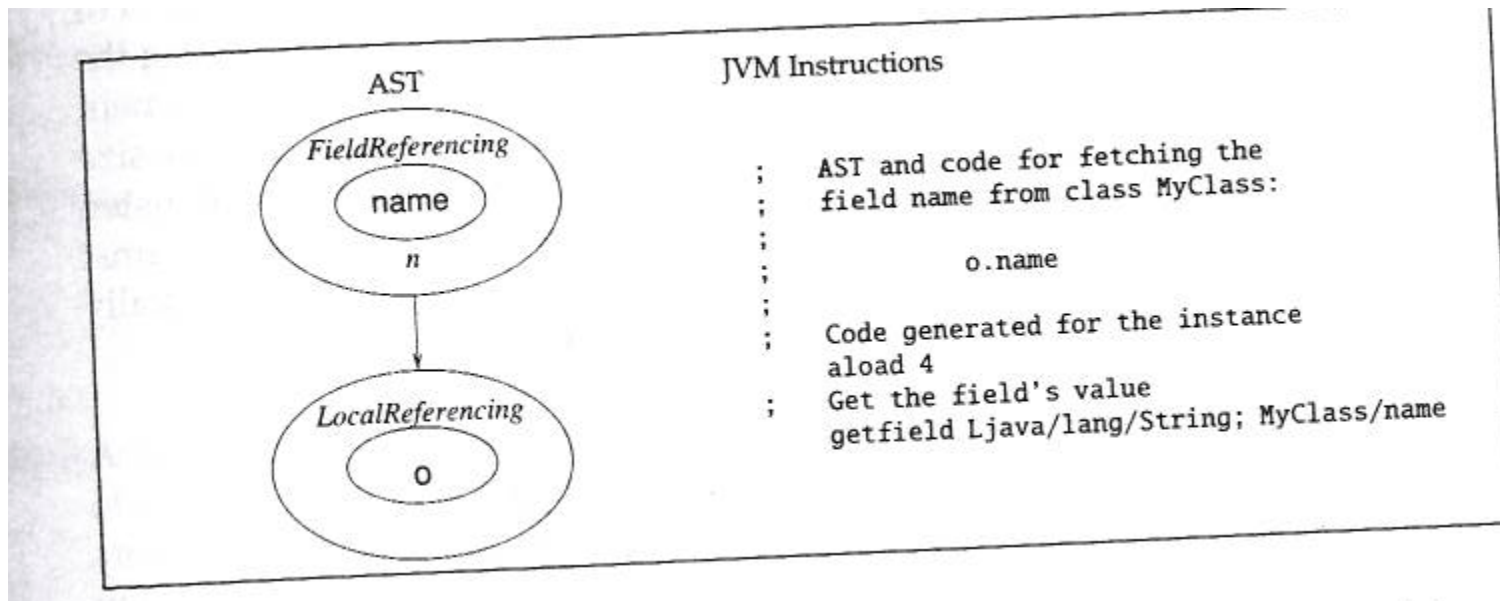 AST
FieldReferencing
name
n
LocalReferencing
o
JVM Instructions
; AST and code for fetching the
; field name from class MyClass:
;
; o.name
;
; Code generated for the instance
aload 4
; Get the field's value
getfield Ljava/lang/String; MyClass/name